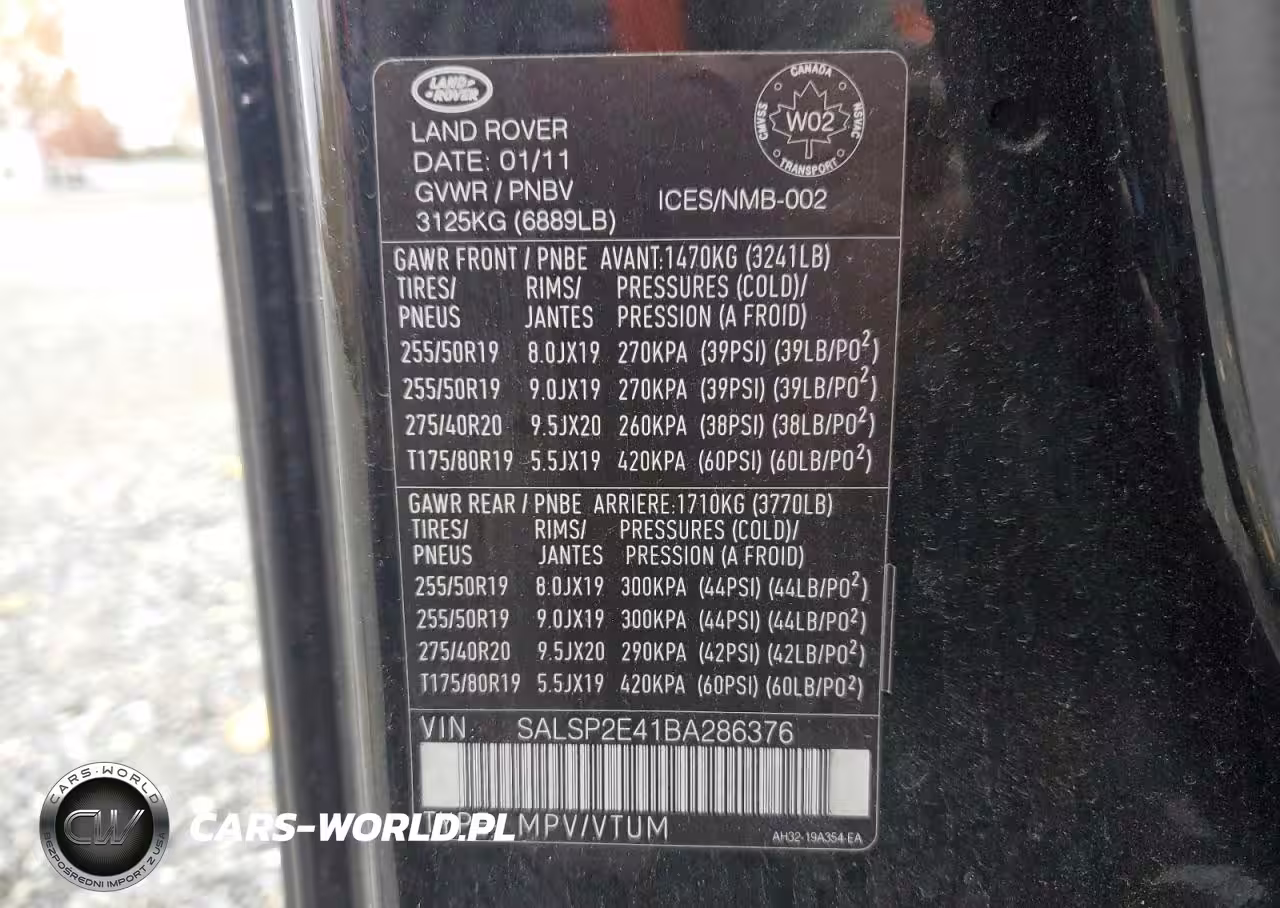 LAND ROVER
LAND ROVER
DATE: 01/11
GVWR / PNBV
3125KG (6889LB)
CANADA
CMVSS
W02
NSVAC
TRANSPORT
ICES/NMB-002
GAWR FRONT / PNBE AVANT:1470KG (3241LB)
TIRES/ RIMS/ PRESSURES (COLD)/
PNEUS JANTES PRESSION (A FROID)
255/50R19 8.0JX19 270KPA (39PSI) (39LB/PO²)
255/50R19 9.0JX19 270KPA (39PSI) (39LB/PO²)
275/40R20 9.5JX20 260KPA (38PSI) (38LB/PO²)
T175/80R19 5.5JX19 420KPA (60PSI) (60LB/PO²)
GAWR REAR / PNBE ARRIERE:1710KG (3770LB)
TIRES/ RIMS/ PRESSURES (COLD)/
PNEUS JANTES PRESSION (A FROID)
255/50R19 8.0JX19 300KPA (44PSI) (44LB/PO²)
255/50R19 9.0JX19 300KPA (44PSI) (44LB/PO²)
275/40R20 9.5JX20 290KPA (42PSI) (42LB/PO²)
T175/80R19 5.5JX19 420KPA (60PSI) (60LB/PO²)
VIN: SALSP2E41BA286376
MPV/VTUM
AH32-19A354-EA
CARS-WORLD
CW
BEZPOŚREDNI IMPORT Z USA
CARS-WORLD.PL